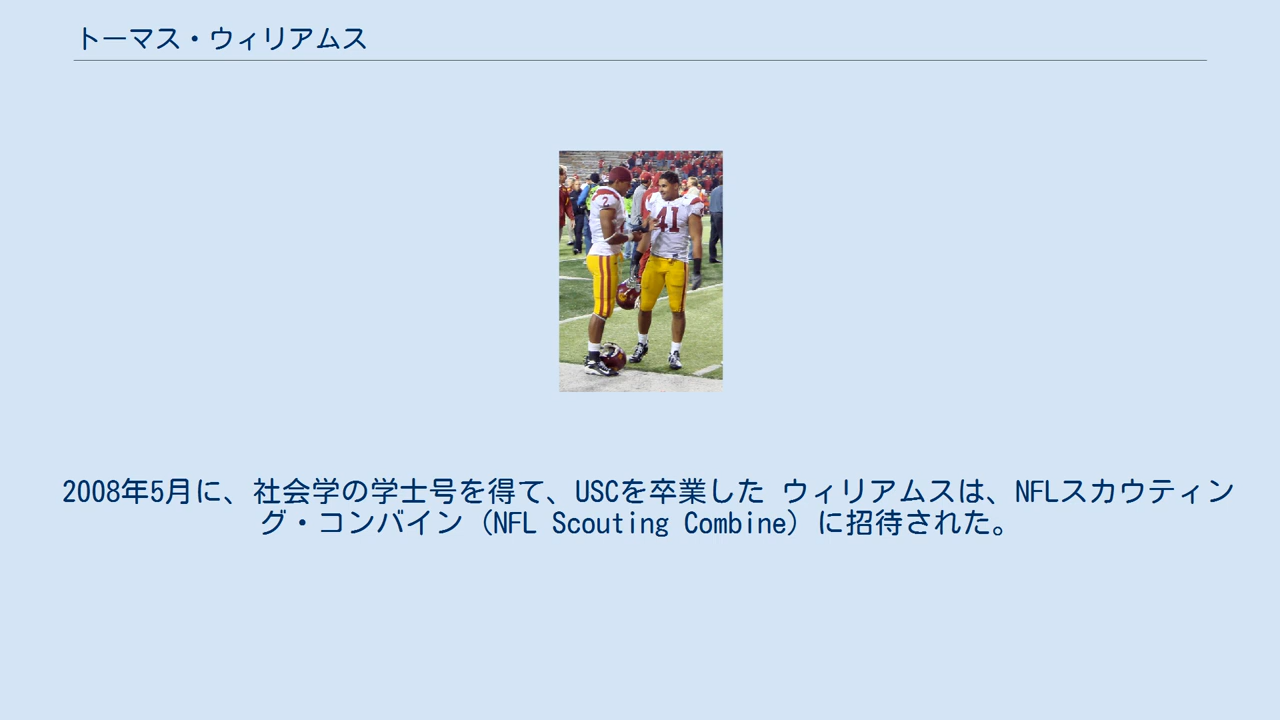 トーマス・ウィリアムス
2
41
2008年5月に、社会学の学士号を得て、USCを卒業した ウィリアムスは、NFLスカウティン
グ・コンバイン（NFL Scouting Combine）に招待された。